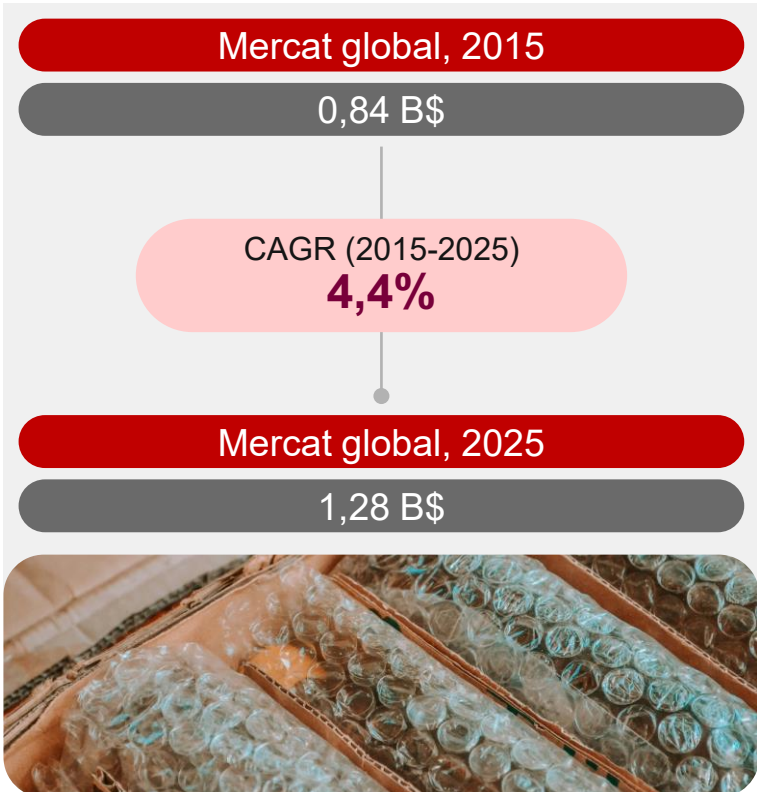 Mercat global, 2015
0,84 B$
CAGR (2015-2025)
4,4%
Mercat global, 2025
1,28 B$